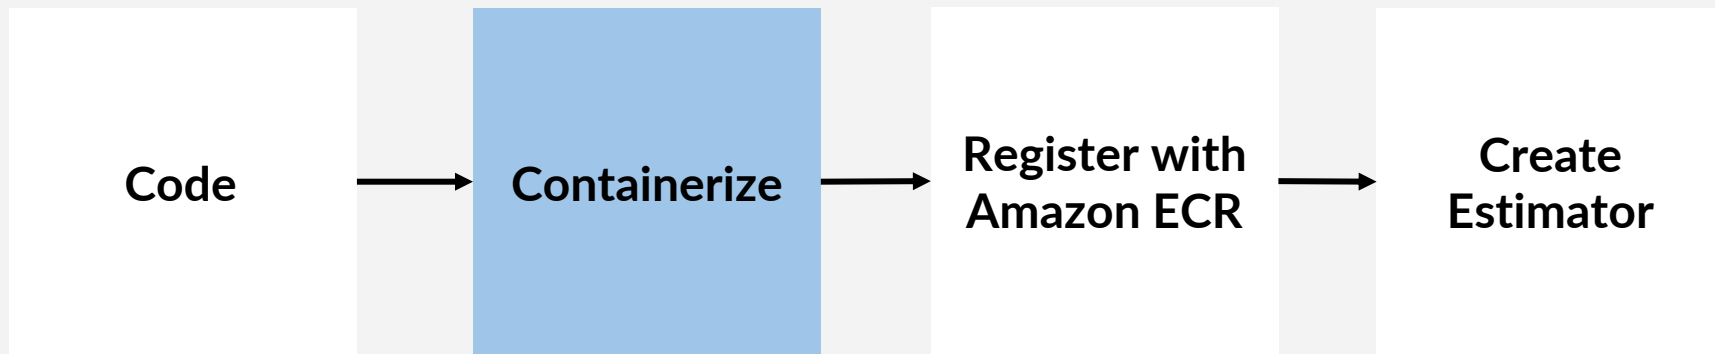 Code
Containerize
Register with
Amazon ECR
Create
Estimator